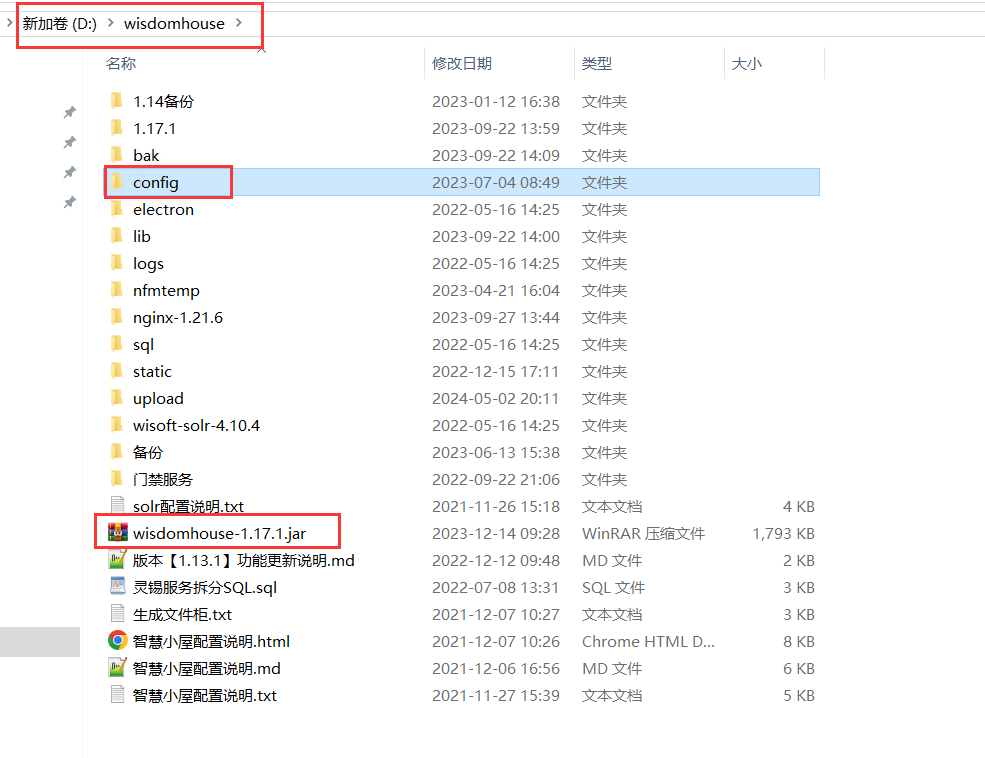 新加卷 (D:) wisdomhouse
名称 修改日期 类型 大小
1.14备份 2023-01-12 16:38 文件夹
1.17.1 2023-09-22 13:59 文件夹
bak 2023-09-22 14:09 文件夹
config 2023-07-04 08:49 文件夹
electron 2022-05-16 14:25 文件夹
lib 2023-09-22 14:00 文件夹
logs 2022-05-16 14:25 文件夹
nfmtemp 2023-04-21 16:04 文件夹
nginx-1.21.6 2023-09-27 13:44 文件夹
sql 2022-05-16 14:25 文件夹
static 2022-12-15 17:11 文件夹
upload 2024-05-02 20:11 文件夹
wisoft-solr-4.10.4 2022-05-16 14:25 文件夹
备份 2023-06-13 15:38 文件夹
门禁服务 2022-09-22 21:06 文件夹
solr配置说明.txt 2021-11-26 15:18 文本文档 4 KB
wisdomhouse-1.17.1.jar 2023-12-14 09:28 WinRAR 压缩文件 1,793 KB
版本【1.13.1】功能更新说明.md 2022-12-12 09:48 MD 文件 2 KB
灵锡服务拆分SQL.sql 2022-07-08 13:31 SQL 文件 3 KB
生成文件柜.txt 2021-12-07 10:27 文本文档 3 KB
智慧小屋配置说明.html 2021-12-07 10:26 Chrome HTML D... 8 KB
智慧小屋配置说明.md 2021-12-06 16:56 MD 文件 6 KB
智慧小屋配置说明.txt 2021-11-27 15:39 文本文档 5 KB